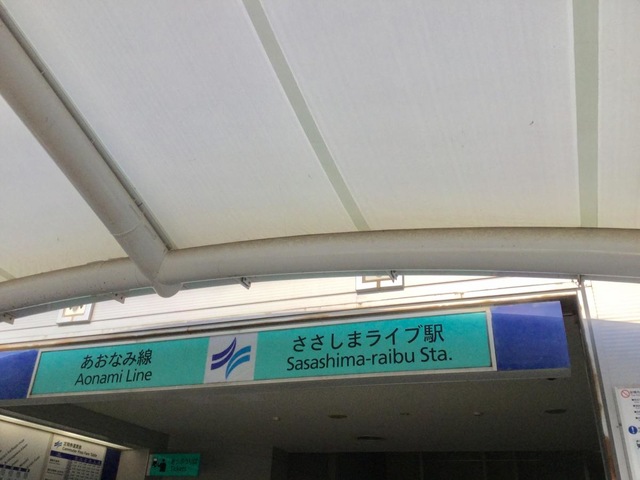 あおなみ線
Aonami Line
ささしまライブ駅
Sasashima-raibu Sta.